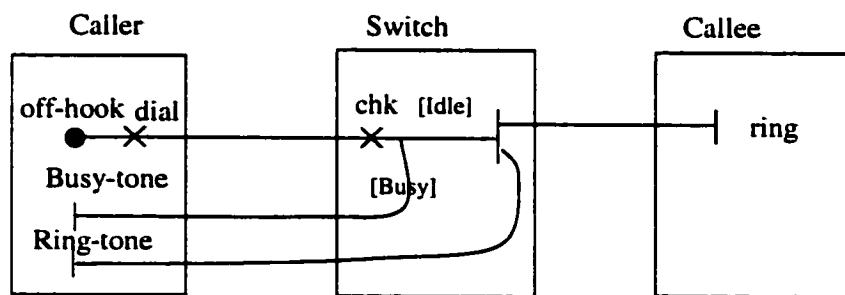 Caller
Switch
Callee
off-hook dial
chk [Idle]
ring
Busy-tone
[Busy]
Ring-tone